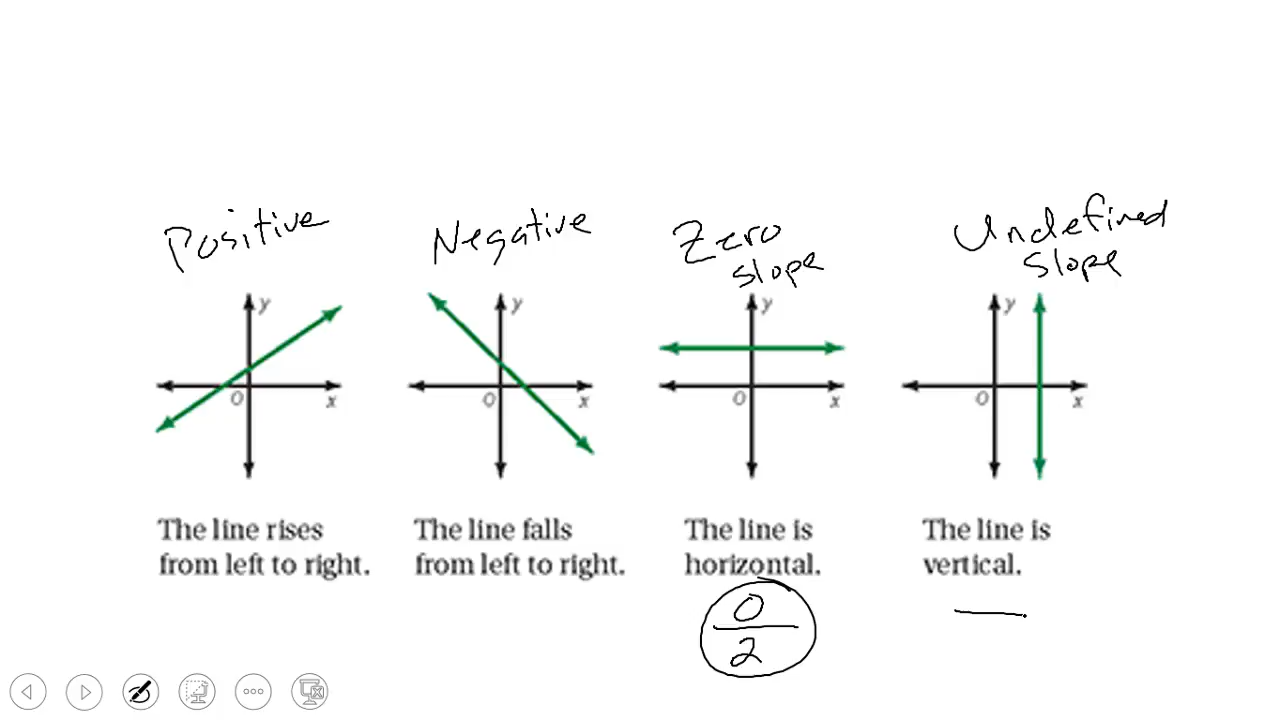 Positive
Negative
Zero
slope
Undefined
slope
y
x
O
y
x
O
y
x
O
y
x
O
The line rises
from left to right.
The line falls
from left to right.
The line is
horizontal.
The line is
vertical.
0
2